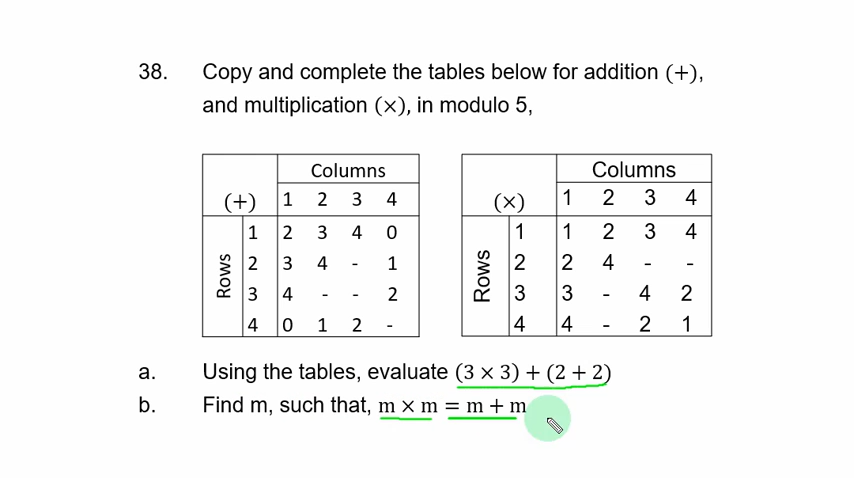 38. Copy and complete the tables below for addition (+),
and multiplication (×), in modulo 5,
Columns
(+) 1 2 3 4
Rows
1 2 3 4 0
2 3 4 - 1
3 4 - - 2
4 0 1 2 -
Columns
(×) 1 2 3 4
Rows
1 1 2 3 4
2 2 4 - -
3 3 - 4 2
4 4 - 2 1
a. Using the tables, evaluate (3 × 3) + (2 + 2)
b. Find m, such that, m × m = m + m